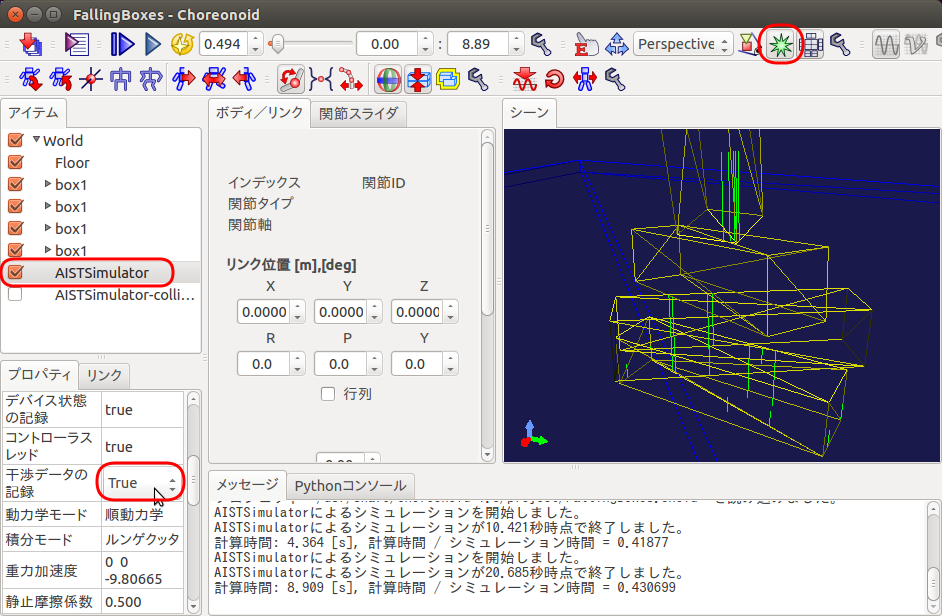 FallingBoxes - Choreonoid
0.494
0.00
:
8.89
Perspective
アイテム
World
Floor
box1
box1
box1
box1
AISTSimulator
AISTSimulator-colli...
プロパティ
リンク
デバイス状態
の記録
true
コントローラス
レッド
true
干渉データの
記録
True
動力学モード
順動力学
積分モード
ルンゲクッタ
重力加速度
0 0
-9.80665
静止摩擦係数
0.500
ボディ／リンク
関節スライダ
インデックス
関節ID
関節タイプ
関節軸
リンク位置 [m],[deg]
X
Y
Z
0.0000
0.0000
0.0000
R
P
Y
0.0
0.0
0.0
行列
シーン
メッセージ
Pythonコンソール
AISTSimulatorによるシミュレーションを開始しました。
AISTSimulatorによるシミュレーションが10.421秒時点で終了しました。
計算時間: 4.364 [s], 計算時間 / シミュレーション時間 = 0.41877
AISTSimulatorによるシミュレーションを開始しました。
AISTSimulatorによるシミュレーションが20.685秒時点で終了しました。
計算時間: 8.909 [s], 計算時間 / シミュレーション時間 = 0.430699